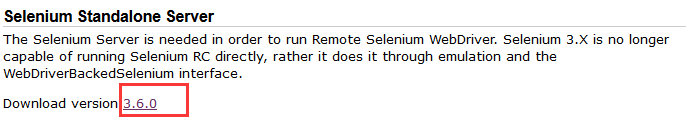 Selenium Standalone Server
The Selenium Server is needed in order to run Remote Selenium WebDriver. Selenium 3.X is no longer
capable of running Selenium RC directly, rather it does it through emulation and the
WebDriverBackedSelenium interface.
Download version 3.6.0